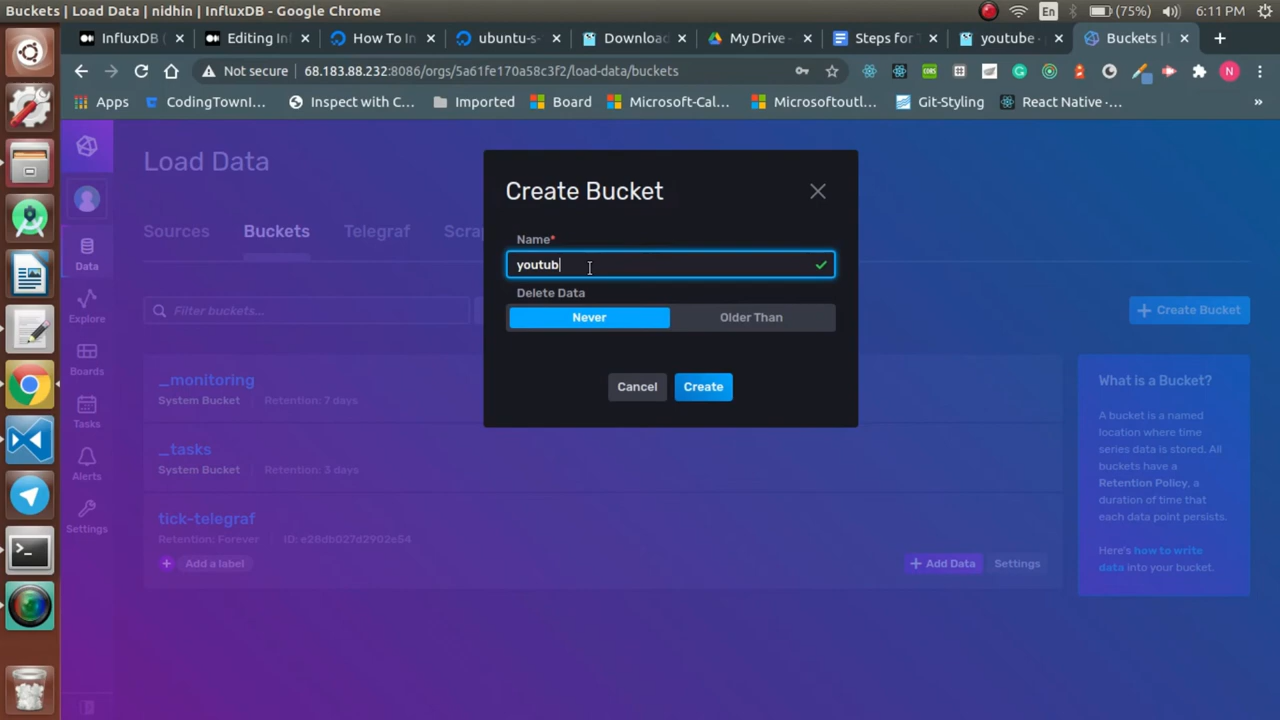 Buckets | Load Data | nidhin | InfluxDB - Google Chrome
En
(75%)
6:11 PM
InfluxDB (
Editing Inf
How To In
ubuntu-s-
Download
My Drive -
Steps for
youtube -
Buckets |
Not secure
68.183.88.232:8086/orgs/5a61fe170a58c3f2/load-data/buckets
N
Apps
CodingTownI...
Inspect with C...
Imported
Board
Microsoft-Cal...
Microsoftoutl...
Git-Styling
React Native -...
»
Load Data
Sources
Buckets
Telegraf
Scra
Filter buckets...
Create Bucket
_monitoring
System Bucket
Retention: 7 days
_tasks
System Bucket
Retention: 3 days
tick-telegraf
Retention: Forever
ID: e28db027d2902e54
Add a label
Add Data
Settings
Data
Explore
Boards
Tasks
Alerts
Settings
Create Bucket
Name*
youtub
Delete Data
Never
Older Than
Cancel
Create
What is a Bucket?
A bucket is a named
location where time
series data is stored. All
buckets have a
Retention Policy, a
duration of time that
each data point persists.
Here's how to write
data into your bucket.